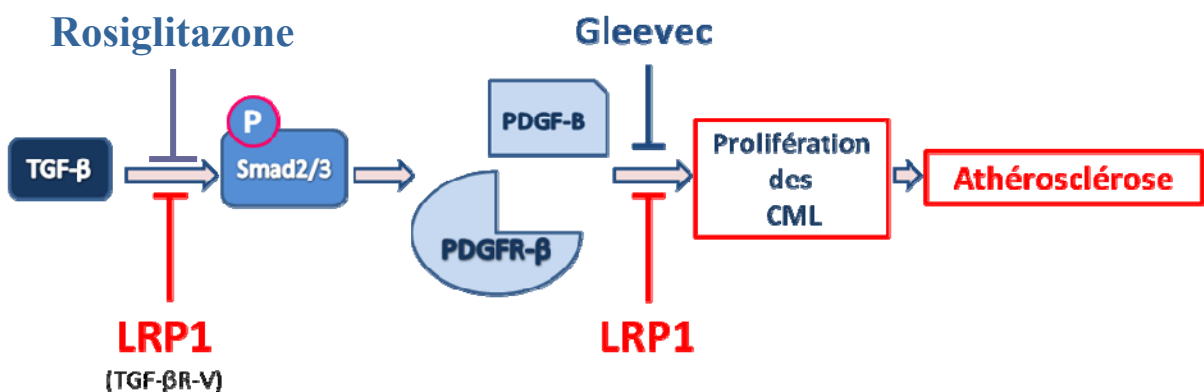 Rosiglitazone
Gleevec
P
PDGF-B
TGF-β
Smad2/3
PDGFR-β
Prolifération
des
CML
Athérosclérose
LRP1
(TGF-βR-V)
LRP1